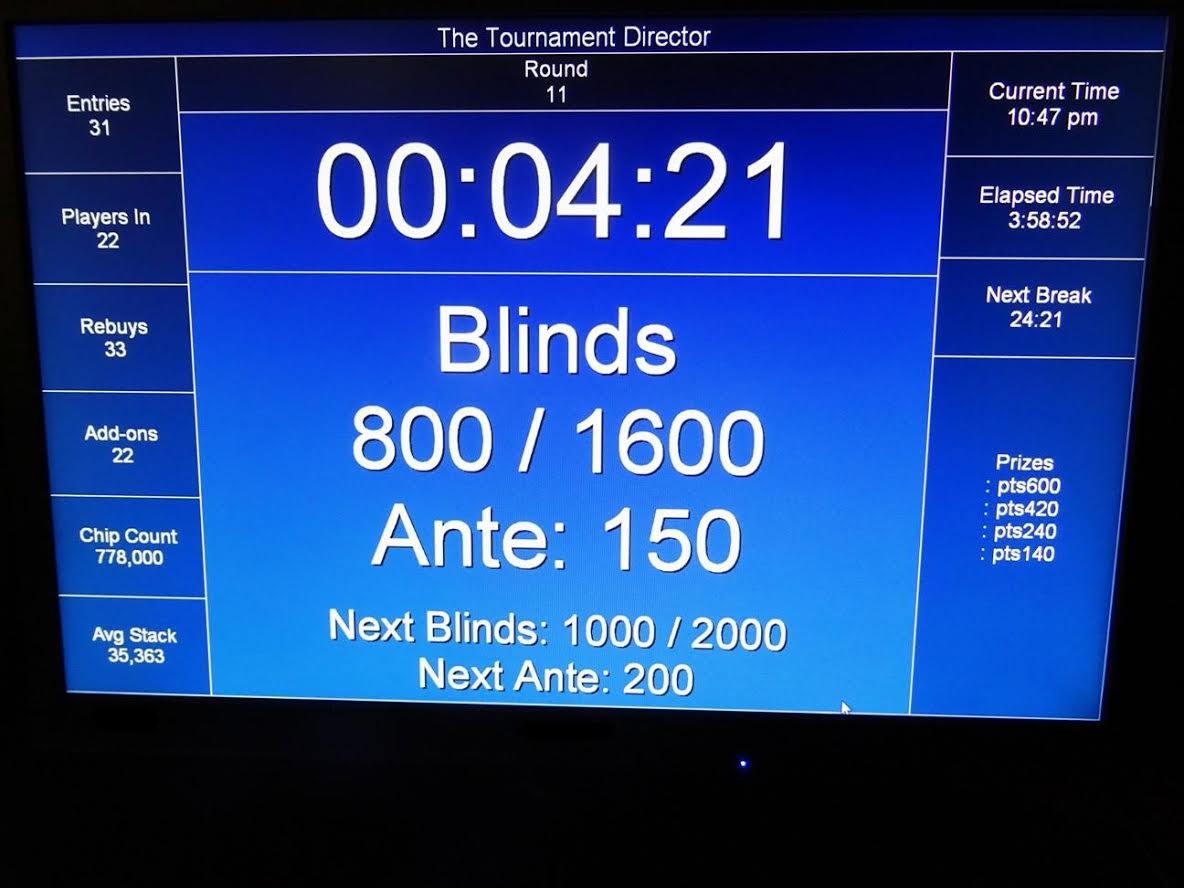 The Tournament Director
Entries
31
Players In
22
Rebuys
33
Add-ons
22
Chip Count
778,000
Avg Stack
35,363
Round
11
00:04:21
Blinds
800 / 1600
Ante: 150
Next Blinds: 1000 / 2000
Next Ante: 200
Current Time
10:47 pm
Elapsed Time
3:58:52
Next Break
24:21
Prizes
: pts600
: pts420
: pts240
: pts140